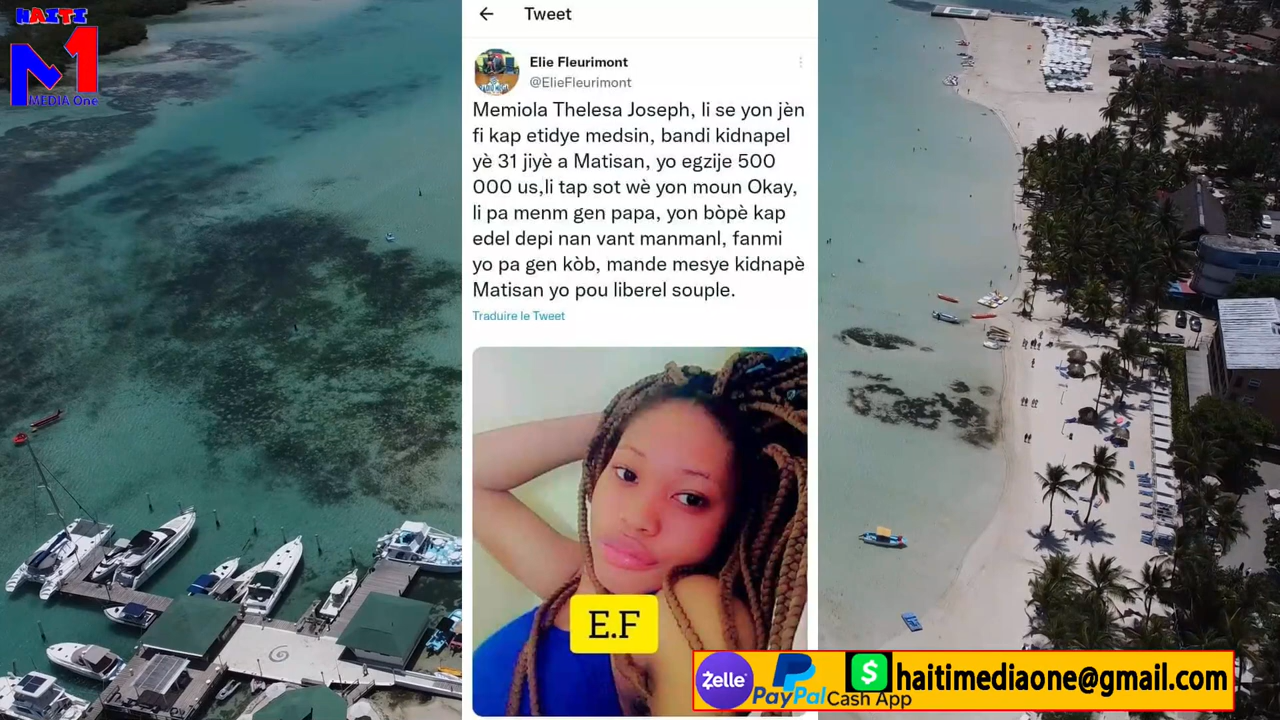 HAITI
M1
MEDIA One
Tweet
Elie Fleurimont
@ElieFleurimont
Memiola Thelesa Joseph, li se yon jèn
fi kap etidye medsin, bandi kidnapel
yè 31 jiyè a Matisan, yo egzije 500
000 us,li tap sot wè yon moun Okay,
li pa menm gen papa, yon bòpè kap
edel depi nan vant manmanl, fanmi
yo pa gen kòb, mande mesye kidnapè
Matisan yo pou liberel souple.
Traduire le Tweet
E.F
Zelle
PayPal
$
Cash App
haitimediaone@gmail.com